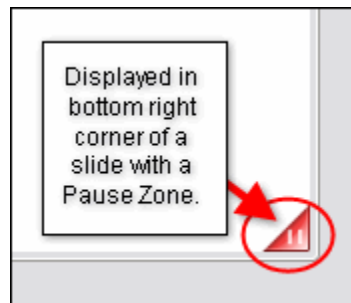 Displayed in
bottom right
corner of a
slide with a
Pause Zone.